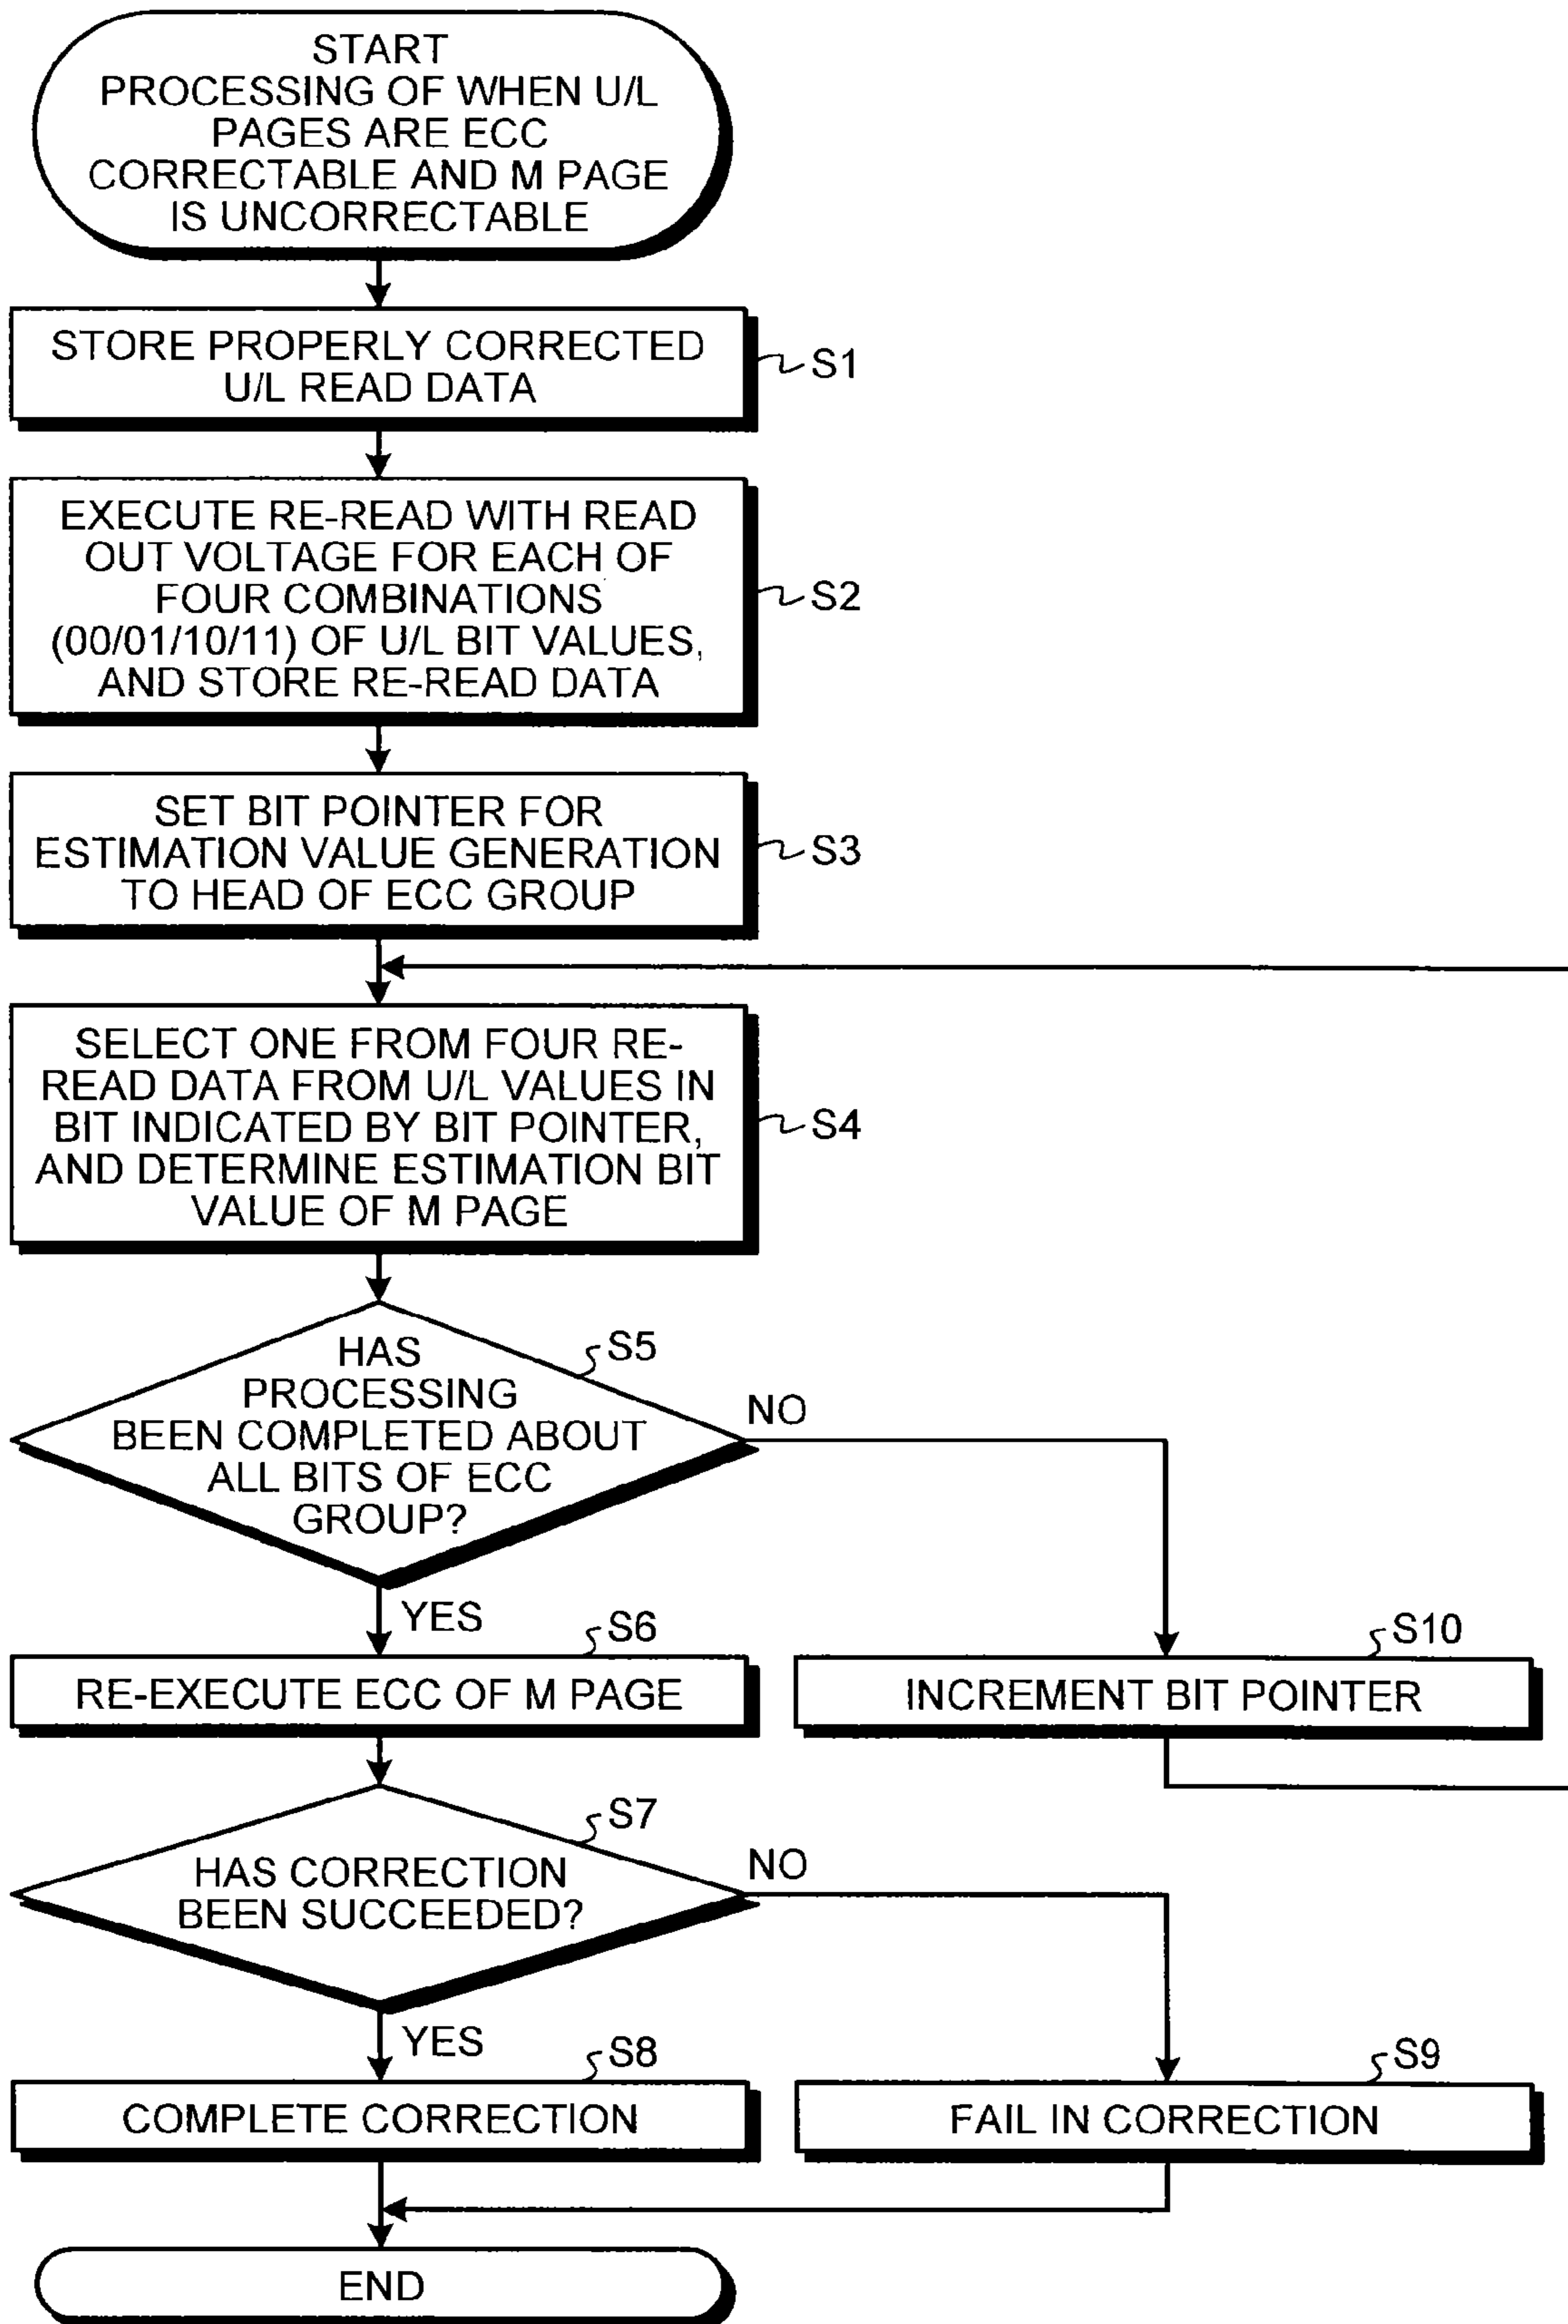 START
PROCESSING OF WHEN U/L
PAGES ARE ECC
CORRECTABLE AND M PAGE
IS UNCORRECTABLE
STORE PROPERLY CORRECTED
U/L READ DATA
S1
EXECUTE RE-READ WITH READ
OUT VOLTAGE FOR EACH OF
FOUR COMBINATIONS
(00/01/10/11) OF U/L BIT VALUES,
AND STORE RE-READ DATA
S2
SET BIT POINTER FOR
ESTIMATION VALUE GENERATION
TO HEAD OF ECC GROUP
S3
SELECT ONE FROM FOUR RE-
READ DATA FROM U/L VALUES IN
BIT INDICATED BY BIT POINTER,
AND DETERMINE ESTIMATION BIT
VALUE OF M PAGE
S4
HAS
PROCESSING
BEEN COMPLETED ABOUT
ALL BITS OF ECC
GROUP?
S5
NO
YES
S6
RE-EXECUTE ECC OF M PAGE
S10
INCREMENT BIT POINTER
S7
HAS CORRECTION
BEEN SUCCEEDED?
NO
YES
S8
COMPLETE CORRECTION
S9
FAIL IN CORRECTION
END